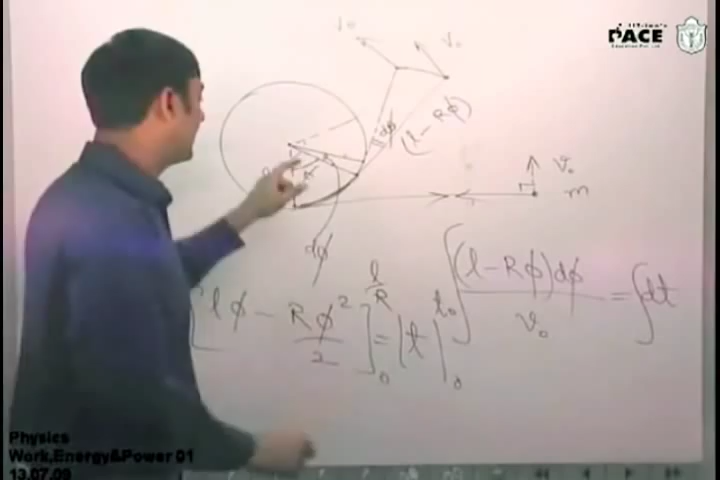 PACE
v₀
v₀
dφ
(l - Rφ)
v₀
m
dφ
∫ (l - Rφ)dφ / v₀ = ∫ dt
[lφ - Rφ²/2]₀^(l/R) = |t|₀^(t₀)
Physics
Work,Energy&Power 01
13.07.09